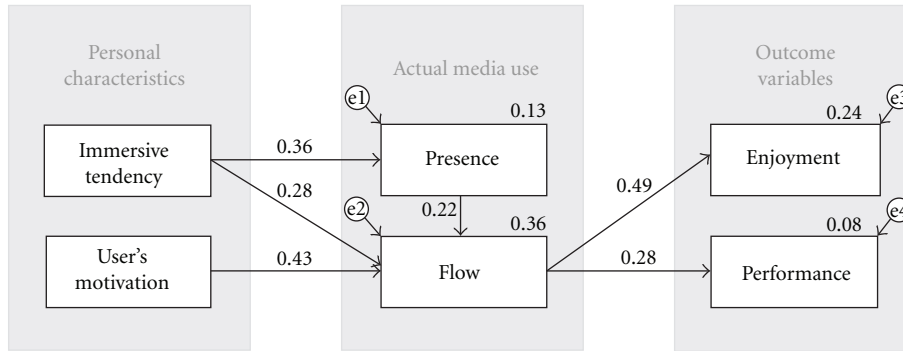 Personal
characteristics
Actual media use
Outcome
variables
e1
0.13
0.24
e3
Immersive
tendency
0.36
Presence
Enjoyment
0.28
0.49
e2
0.22
0.36
0.08
e4
User's
motivation
0.43
Flow
0.28
Performance